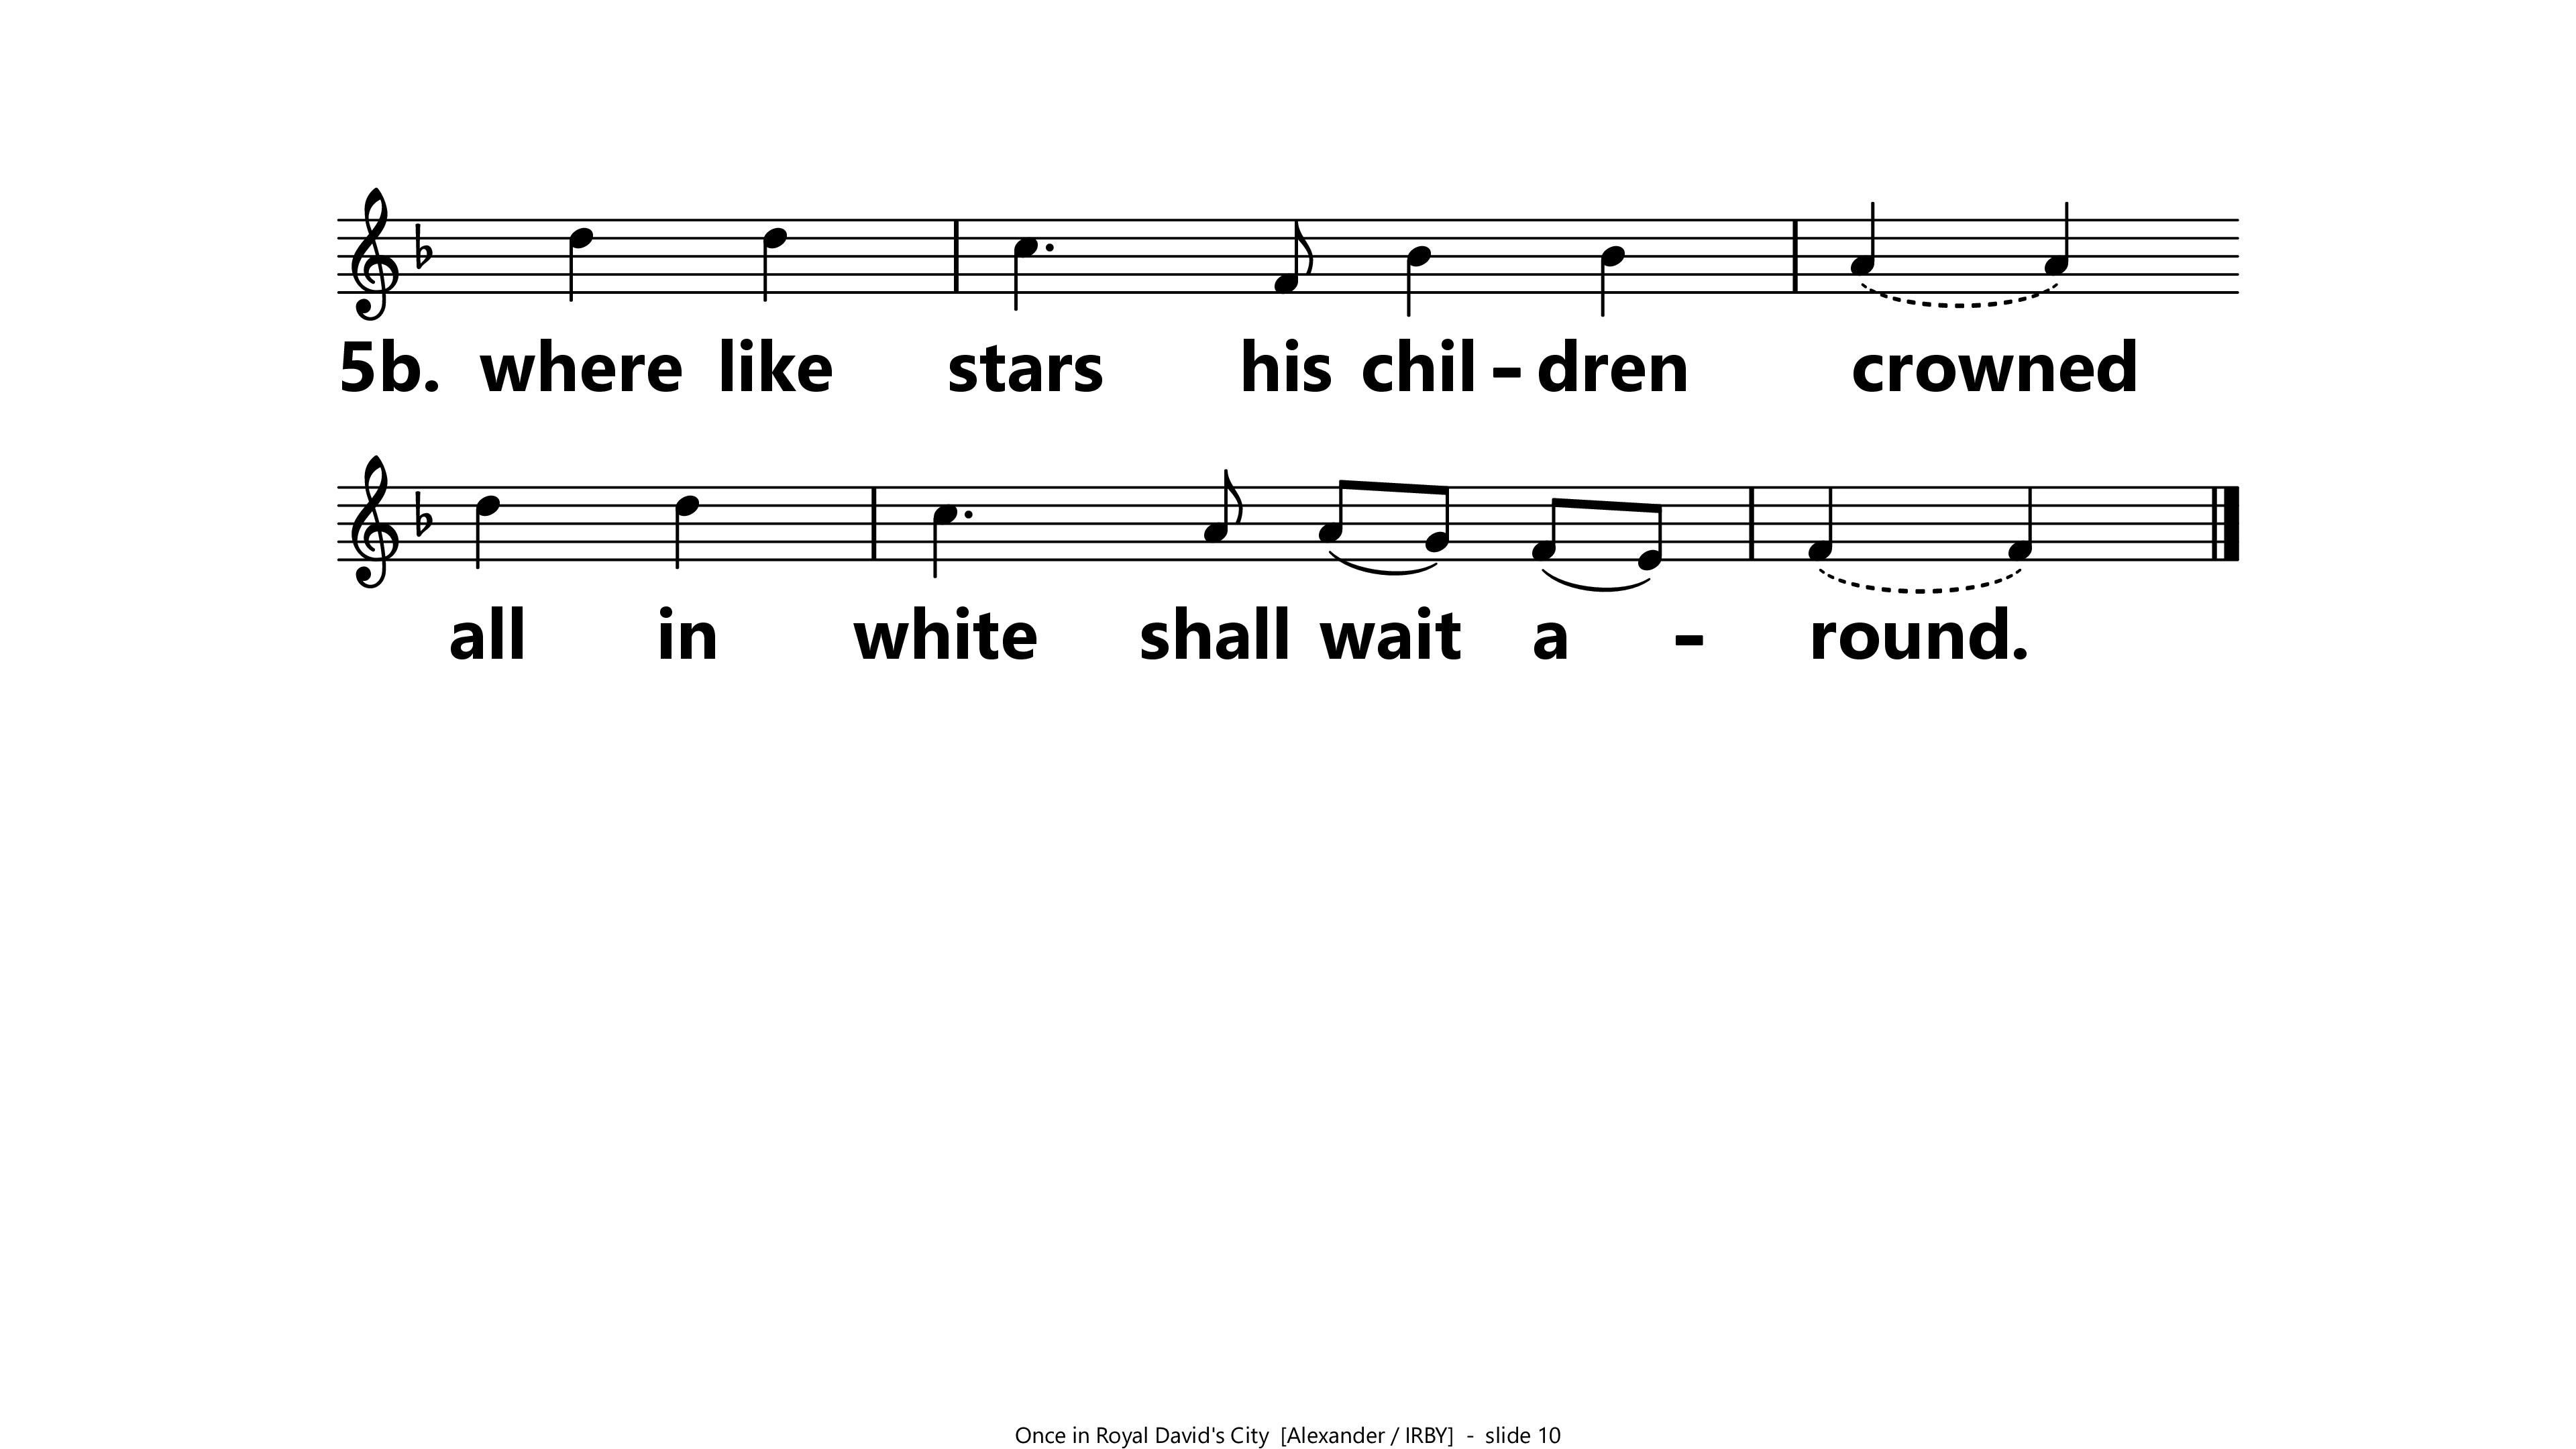 5b. where like stars his chil - dren crowned
all in white shall wait a - round.
Once in Royal David's City [Alexander / IRBY] - slide 10